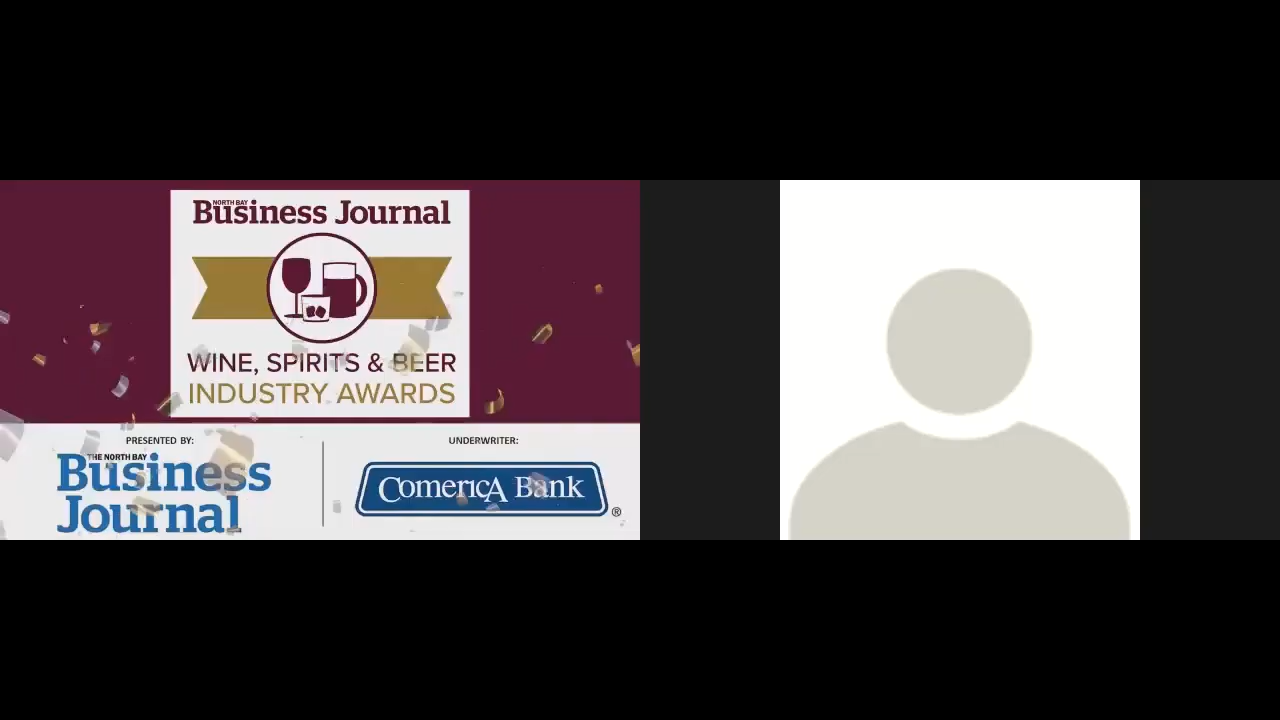 NORTH BAY
Business Journal
WINE, SPIRITS & BEER
INDUSTRY AWARDS
PRESENTED BY:
THE NORTH BAY
Business
Journal
UNDERWRITER:
ComericA Bank
®